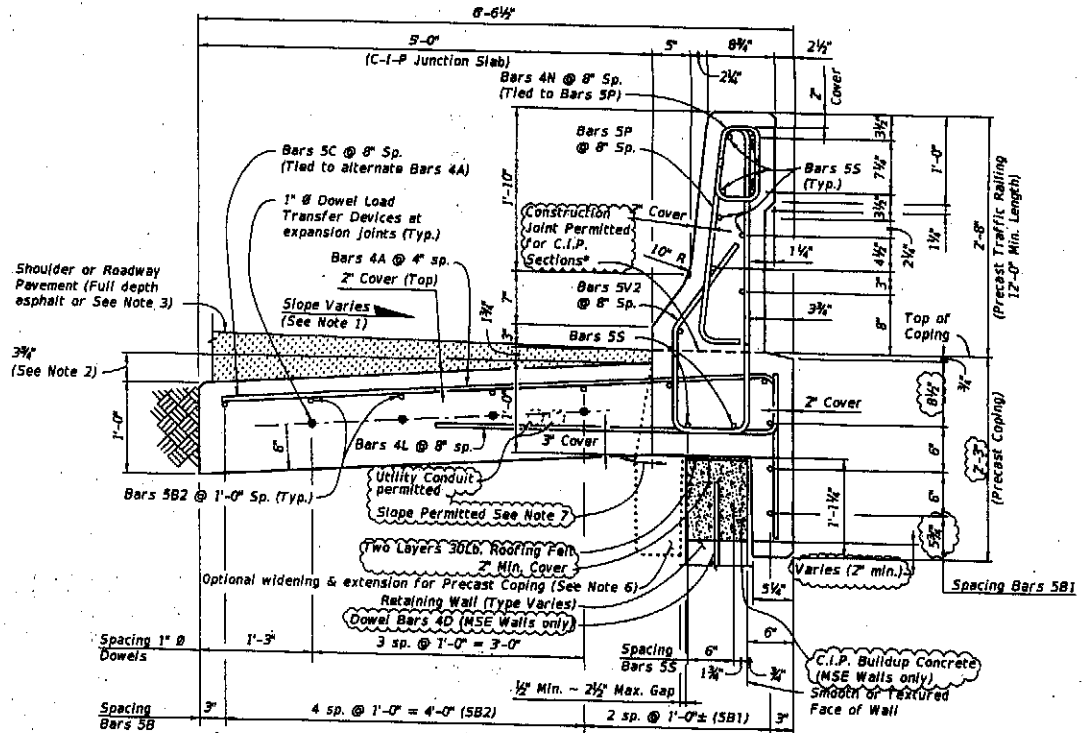 8'-6½"
5'-0"
5"
8¾"
2½"
(C-I-P Junction Slab)
2¼"
Bars 4N @ 8" Sp.
(Tied to Bars 5P)
2"
Cover
Bars 5P
@ 8" Sp.
3½"
Bars 5C @ 8" Sp.
(Tied to alternate Bars 4A)
Bars 5S
(Typ.)
7¼"
1'-0"
1'-10"
1" Ø Dowel Load
Transfer Devices at
expansion joints (Typ.)
Construction
Joint Permitted
for C.I.P.
Sections*
2" Cover
3½"
1¼"
2¼"
4½"
1¼"
2'-8"
(Precast Traffic Railing
12'-0" Min. Length)
10" R
Bars 4A @ 4" sp.
2" Cover (Top)
Shoulder or Roadway
Pavement (Full depth
asphalt or See Note 3)
Bars 5V2
@ 8" Sp.
3"
7"
3¾"
Slope Varies
(See Note 1)
1¾"
8"
Top of
Coping
Bars 5S
3"
3¾"
(See Note 2)
¾"
8½"
1'-0"
1'-0"
2" Cover
3" Cover
8"
Bars 4L @ 8" sp.
6"
2'-3"
(Precast Coping)
Utility Conduit
permitted
Bars 5B2 @ 1'-0" Sp. (Typ.)
6"
1'-1¼"
Slope Permitted See Note 7
5¾"
Two Layers 30Lb. Roofing Felt
2" Min. Cover
Varies (2" min.)
Optional widening & extension for Precast Coping (See Note 6)
Spacing Bars 5B1
Retaining Wall (Type Varies)
5¼"
Dowel Bars 4D (MSE Walls only)
6"
Spacing 1" Ø
Dowels
1'-3"
3 sp. @ 1'-0" = 3'-0"
Spacing
Bars 5S
6"
1¾"
¾"
C.I.P. Buildup Concrete
(MSE Walls only)
Smooth or Textured
Face of Wall
½" Min. ~ 2½" Max. Gap
Spacing
Bars 5B
3"
4 sp. @ 1'-0" = 4'-0" (5B2)
2 sp. @ 1'-0"± (5B1)
3"